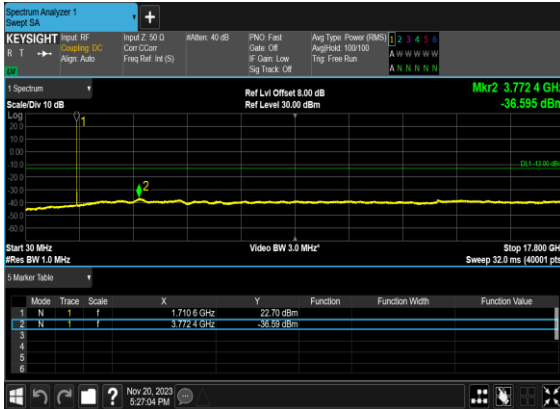 Spectrum Analyzer 1
Swept SA
+
KEYSIGHT
R T
Input: RF
Coupling: DC
Align: Auto
Input Z: 50 Ω
Corr CCorr
Freq Ref: Int (S)
#Atten: 40 dB
PNO: Fast
Gate: Off
IF Gain: Low
Sig Track: Off
Avg Type: Power (RMS)
Avg|Hold: 100/100
Trig: Free Run
1 2 3 4 5 6
A W W W W W
A N N N N N
1 Spectrum
Scale/Div 10 dB
Ref Lvl Offset 8.00 dB
Ref Level 30.00 dBm
Mkr2 3.772 4 GHz
-36.595 dBm
Log
20.0
10.0
0.00
-10.0
-20.0
-30.0
-40.0
-50.0
-60.0
1
2
DL1 -13.00 dBm
Start 30 MHz
#Res BW 1.0 MHz
Video BW 3.0 MHz*
Stop 17.800 GHz
Sweep 32.0 ms (40001 pts)
5 Marker Table
Mode Trace Scale X Y Function Function Width Function Value
1 N 1 f 1.710 6 GHz 22.70 dBm
2 N 1 f 3.772 4 GHz -36.59 dBm
3
4
5
6
?
Nov 20, 2023
5:27:04 PM